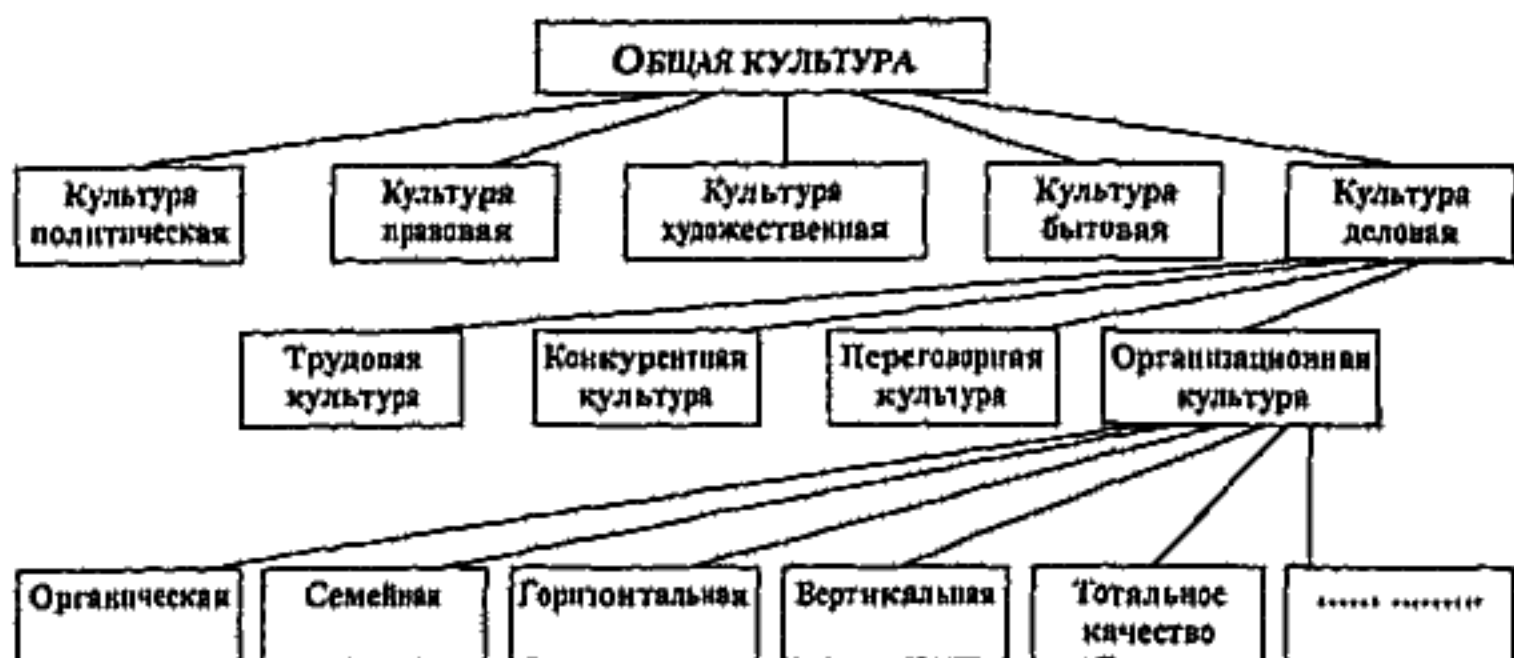 ОБЩАЯ КУЛЬТУРА
Культура
политическая
Культура
правовая
Культура
художественная
Культура
бытовая
Культура
деловая
Трудовая
культура
Конкурентная
культура
Переговорная
культура
Организационная
культура
Органическая
Семейная
Горизонтальная
Вертикальная
Тотальное
качество